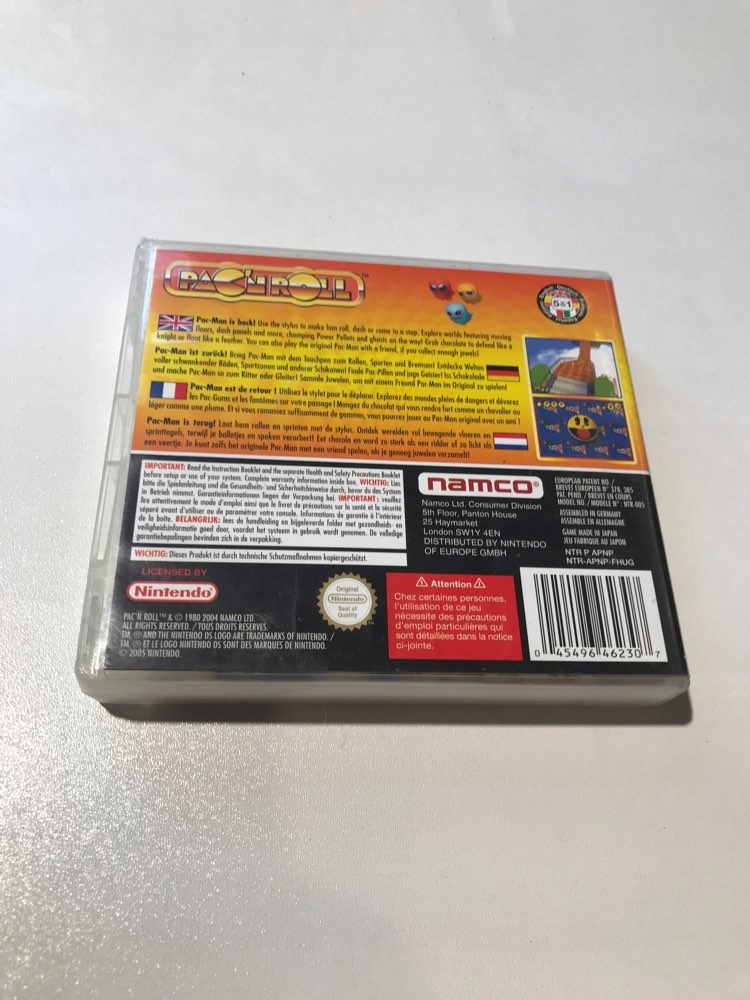 PAC'N ROLL™
5 in 1
Pac-Man is back! Use the stylus to make him roll, dash or come to a stop. Explore worlds featuring moving
floors, dash panels and more, chomping Power Pellets and ghosts on the way! Grab chocolate to defend like a
knight or float like a feather. You can also play the original Pac-Man with a friend, if you collect enough jewels!
Pac-Man ist zurück! Bring Pac-Man mit dem Touchpen zum Rollen, Spurten und Bremsen! Entdecke Welten
voller schwankender Böden, Sportzonen und anderer Schikanen! Finde Pac-Pillen und jage Geister! Iss Schokolade
und mache Pac-Man so zum Ritter oder Gleiter! Sammle Juwelen, um mit einem Freund Pac-Man im Original zu spielen!
Pac-Man est de retour ! Utilisez le stylet pour le déplacer. Explorez des mondes pleins de dangers et dévorez
les Pac-Gums et les fantômes sur votre passage ! Mangez du chocolat qui vous rendra fort comme un chevalier ou
léger comme une plume. Et si vous ramassez suffisamment de gemmes, vous pourrez jouer au Pac-Man original avec un ami !
Pac-Man is terug! Laat hem rollen en sprinten met de stylus. Ontdek werelden vol bewegende vloeren en
sprinttegels, terwijl je balletjes en spoken verorbert! Eet chocola en word zo sterk als een ridder of zo licht als
een veertje. Je kunt zelfs het originele Pac-Man met een vriend spelen, als je genoeg juwelen verzamelt!
IMPORTANT: Read the Instruction Booklet and the separate Health and Safety Precautions Booklet
before setup or use of your system. Complete warranty information inside box. WICHTIG: Lies
bitte die Spielanleitung und die Gesundheits- und Sicherheitshinweise durch, bevor du das System
in Betrieb nimmst. Garantieinformationen liegen der Verpackung bei. IMPORTANT : veuillez
lire attentivement le mode d'emploi ainsi que le livret de précautions sur la santé et la sécurité
séparé avant d'utiliser ou de paramétrer votre console. Informations de garantie à l'intérieur
de la boîte. BELANGRIJK: lees de handleiding en bijgeleverde folder met gezondheids- en
veiligheidsinformatie goed door, voordat het systeem in gebruik wordt genomen. De volledige
garantiebepalingen bevinden zich in de verpakking.
WICHTIG: Dieses Produkt ist durch technische Schutzmaßnahmen kopiergeschützt.
LICENSED BY
Nintendo®
PAC'N ROLL™ & © 1980 2004 NAMCO LTD.
ALL RIGHTS RESERVED. / TOUS DROITS RESERVES.
TM, ® AND THE NINTENDO DS LOGO ARE TRADEMARKS OF NINTENDO. /
TM, ® ET LE LOGO NINTENDO DS SONT DES MARQUES DE NINTENDO.
© 2005 NINTENDO.
Original
Nintendo
Seal of
Quality
namco®
Namco Ltd. Consumer Division
5th Floor, Panton House
25 Haymarket
London SW1Y 4EN
DISTRIBUTED BY NINTENDO
OF EUROPE GMBH
EUROPEAN PATENT NO. /
BREVET EUROPÉEN N° 378, 385
PAT. PEND. / BREVETS EN COURS
MODEL NO. / MODELE N°: NTR-005
ASSEMBLED IN GERMANY
ASSEMBLE EN ALLEMAGNE
GAME MADE IN JAPAN
JEU FABRIQUE AU JAPON
NTR P APNP
NTR-APNP-FHUG
⚠ Attention ⚠
Chez certaines personnes,
l'utilisation de ce jeu
nécessite des précautions
d'emploi particulières qui
sont détaillées dans la notice
ci-jointe.
0 45496 46230 7